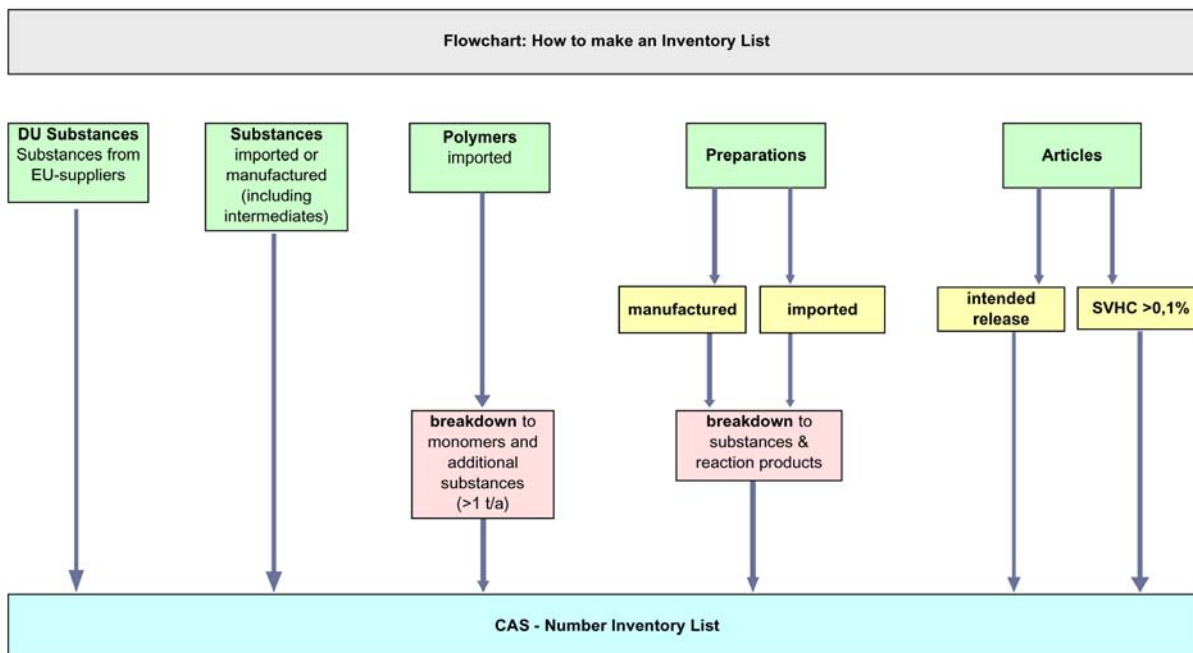 Flowchart: How to make an Inventory List
DU Substances
Substances from
EU-suppliers
Substances
imported or
manufactured
(including
intermediates)
Polymers
imported
Preparations
Articles
manufactured
imported
intended
release
SVHC >0,1%
breakdown to
monomers and
additional
substances
(>1 t/a)
breakdown to
substances &
reaction products
CAS - Number Inventory List